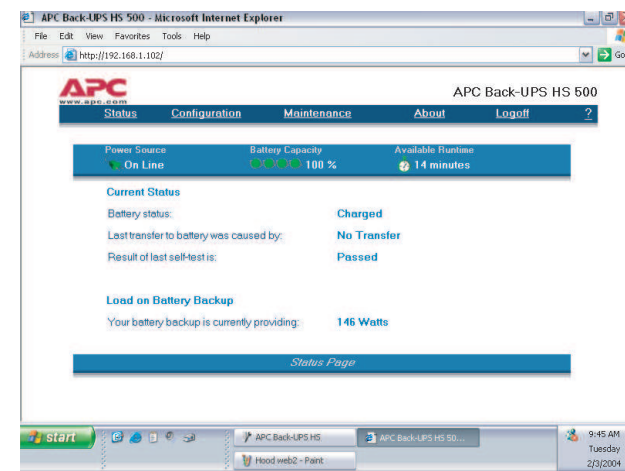 APC Back-UPS HS 500 - Microsoft Internet Explorer
File Edit View Favorites Tools Help
Address http://192.168.1.102/ Go
APC
www.apc.com
APC Back-UPS HS 500
Status Configuration Maintenance About Logoff ?
Power Source Battery Capacity Available Runtime
On Line 100 % 14 minutes
Current Status
Battery status: Charged
Last transfer to battery was caused by: No Transfer
Result of last self-test is: Passed
Load on Battery Backup
Your battery backup is currently providing: 146 Watts
Status Page
start
APC Back-UPS HS
APC Back-UPS HS 50...
9:45 AM
Hood web2 - Paint
Tuesday
2/3/2004